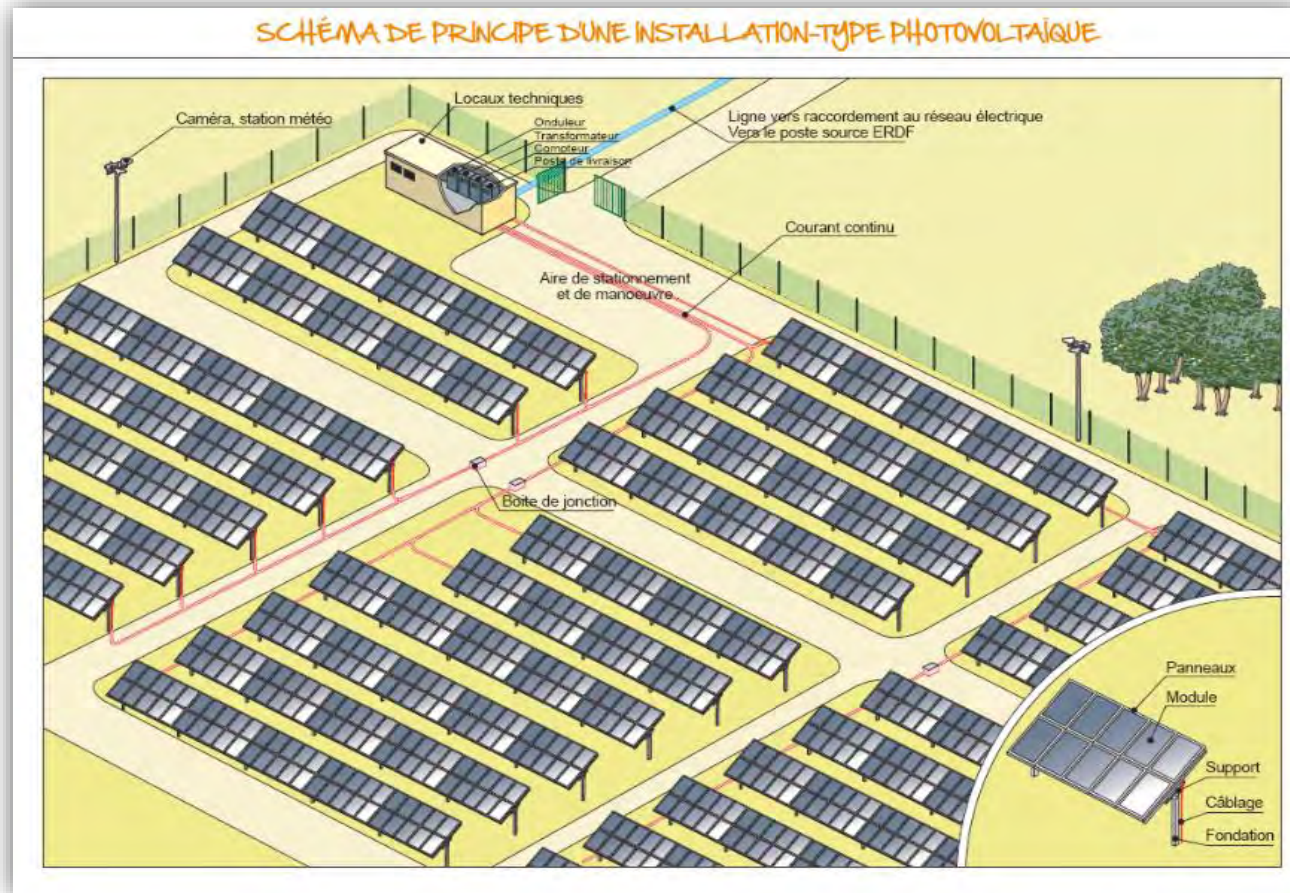 SCHÉMA DE PRINCIPE D'UNE INSTALLATION-TYPE PHOTOVOLTAÏQUE
Caméra, station météo
Locaux techniques
Onduleur
Transformateur
Compteur
Poste de livraison
Ligne vers raccordement au réseau électrique
Vers le poste source ERDF
Courant continu
Aire de stationnement
et de manoeuvre
Boite de jonction
Panneaux
Module
Support
Câblage
Fondation